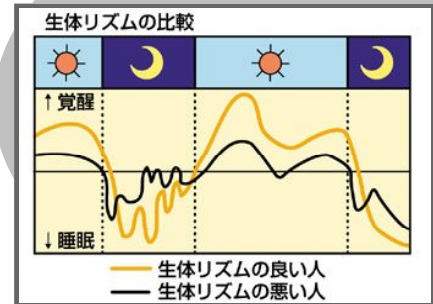 生体リズムの比較
↑覚醒
↓睡眠
生体リズムの良い人
生体リズムの悪い人